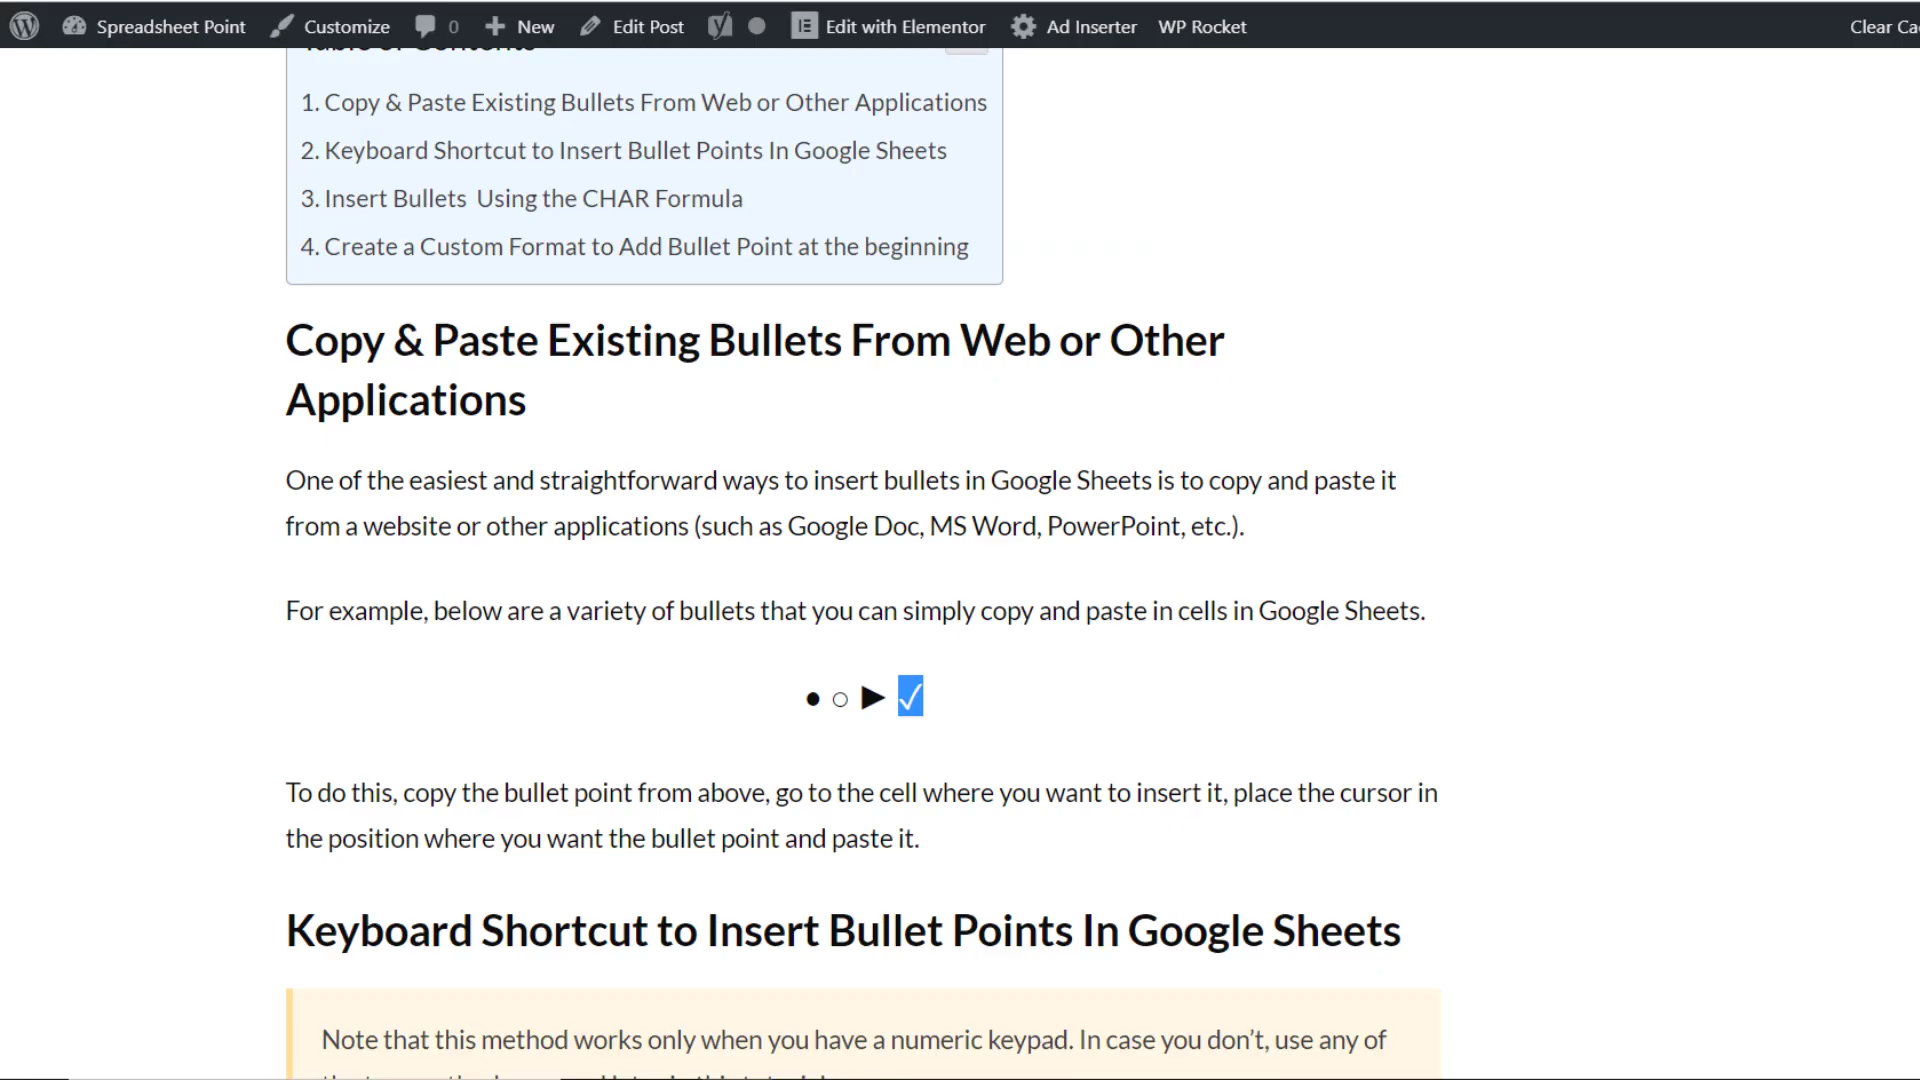 Spreadsheet Point Customize 0 New Edit Post Edit with Elementor Ad Inserter WP Rocket Clear Ca
Table of Contents
1. Copy & Paste Existing Bullets From Web or Other Applications
2. Keyboard Shortcut to Insert Bullet Points In Google Sheets
3. Insert Bullets Using the CHAR Formula
4. Create a Custom Format to Add Bullet Point at the beginning
Copy & Paste Existing Bullets From Web or Other
Applications
One of the easiest and straightforward ways to insert bullets in Google Sheets is to copy and paste it
from a website or other applications (such as Google Doc, MS Word, PowerPoint, etc.).
For example, below are a variety of bullets that you can simply copy and paste in cells in Google Sheets.
● ○ ► ✓
To do this, copy the bullet point from above, go to the cell where you want to insert it, place the cursor in
the position where you want the bullet point and paste it.
Keyboard Shortcut to Insert Bullet Points In Google Sheets
Note that this method works only when you have a numeric keypad. In case you don’t, use any of